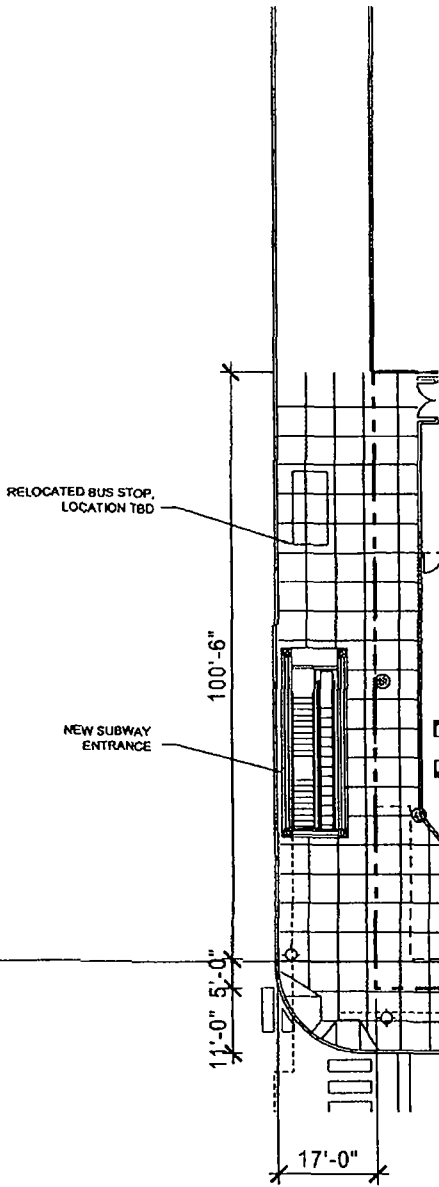 RELOCATED BUS STOP,
LOCATION TBD
100'-6"
NEW SUBWAY
ENTRANCE
5'-0"
11'-0"
17'-0"